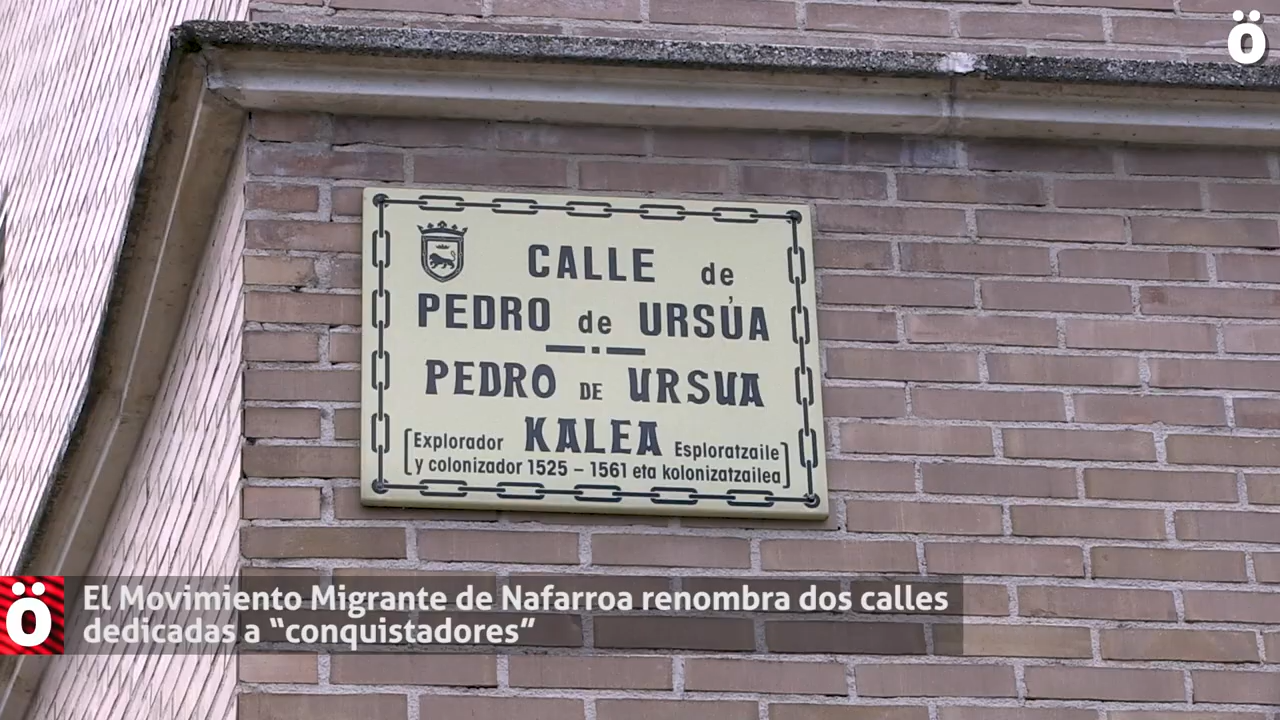 ö
CALLE de
PEDRO de URSÚA
PEDRO DE URSUA
KALEA
[Explorador
y colonizador 1525 – 1561 eta kolonizatzailea]
Esploratzaile
ö
El Movimiento Migrante de Nafarroa renombra dos calles
dedicadas a “conquistadores”